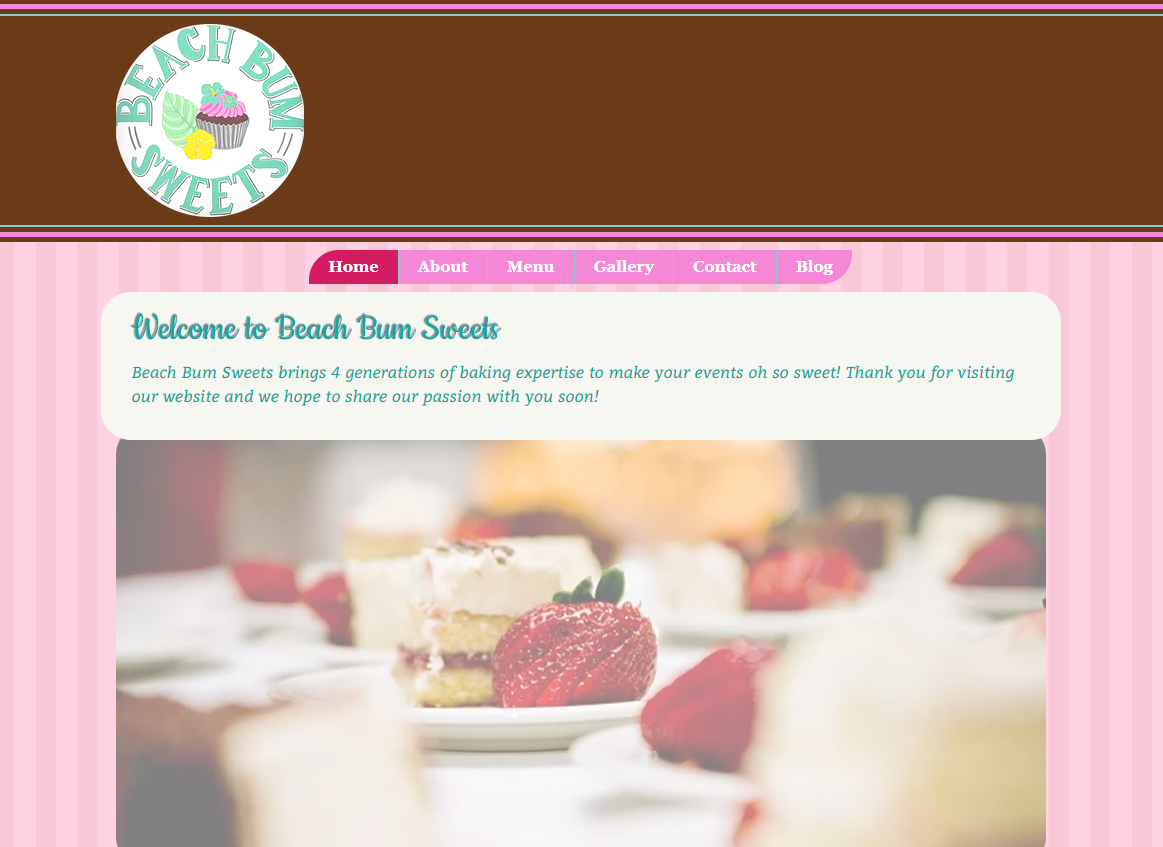 BEACH BUM
SWEETS
Home About Menu Gallery Contact Blog
Welcome to Beach Bum Sweets
Beach Bum Sweets brings 4 generations of baking expertise to make your events oh so sweet! Thank you for visiting
our website and we hope to share our passion with you soon!